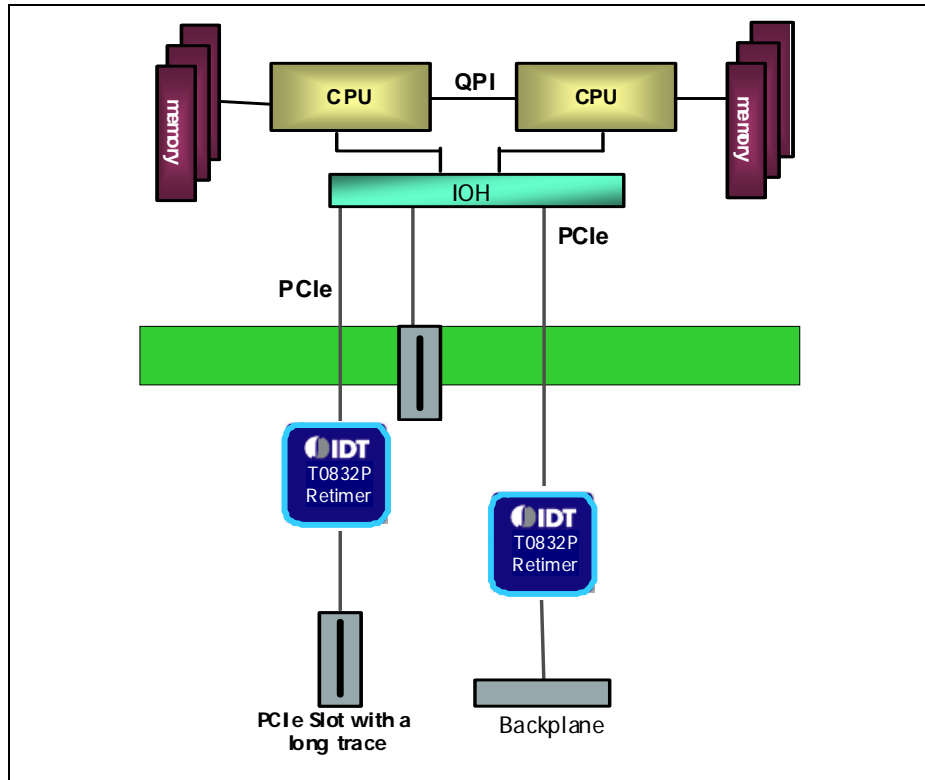 memory
CPU
QPI
CPU
memory
IOH
PCIe
PCIe
IDT
T0832P
Retimer
IDT
T0832P
Retimer
PCIe Slot with a
long trace
Backplane